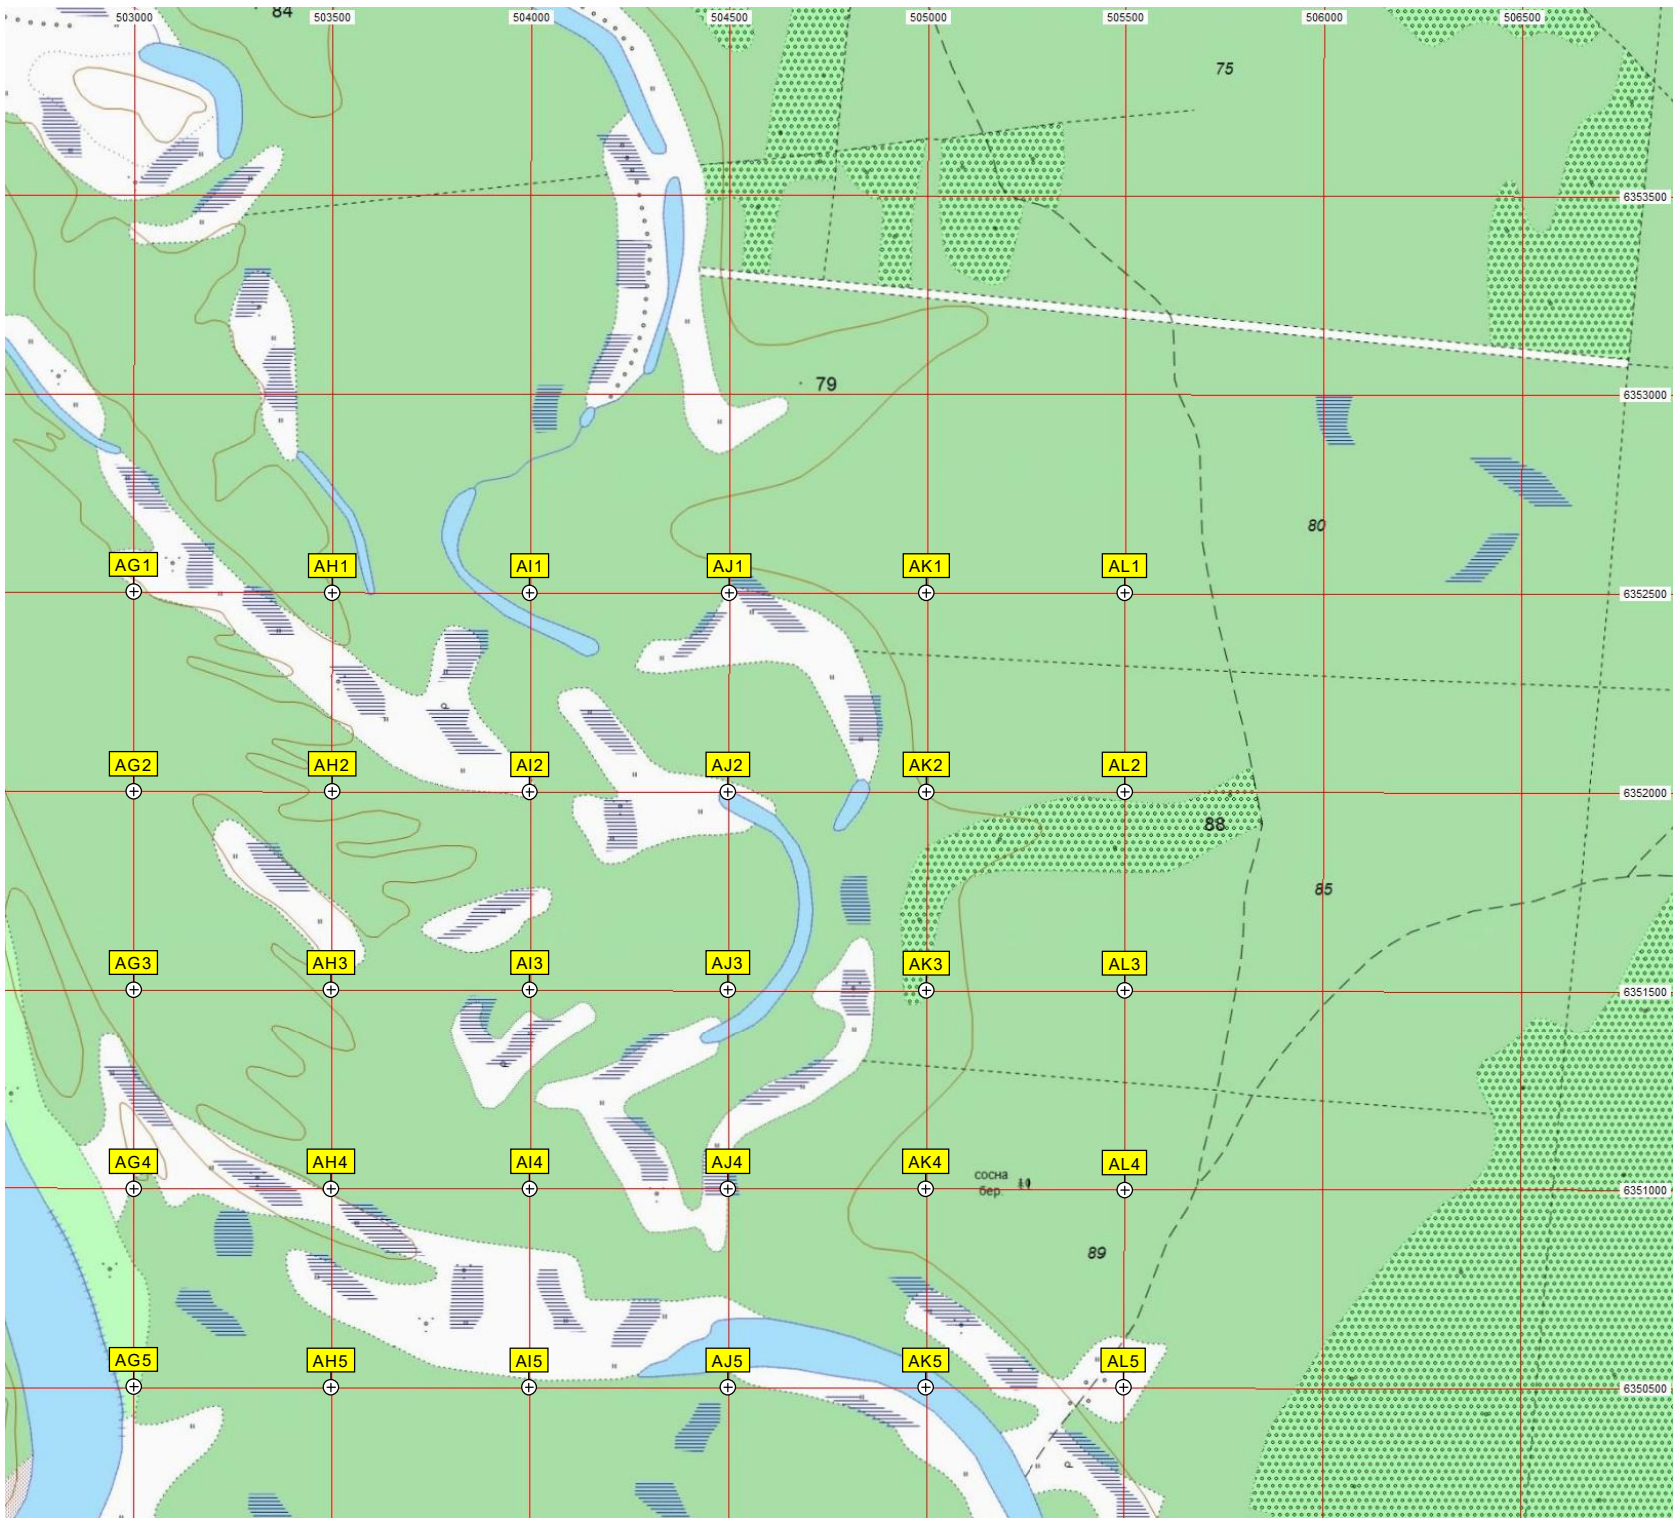 84
503000 503500 504000 504500 505000 505500 506000 506500
75
6353500
79
6353000
80
AG1 AH1 AI1 AJ1 AK1 AL1
6352500
AG2 AH2 AI2 AJ2 AK2 AL2
6352000
88
85
AG3 AH3 AI3 AJ3 AK3 AL3
6351500
AG4 AH4 AI4 AJ4 AK4 AL4
сосна
бер.
6351000
89
AG5 AH5 AI5 AJ5 AK5 AL5
6350500